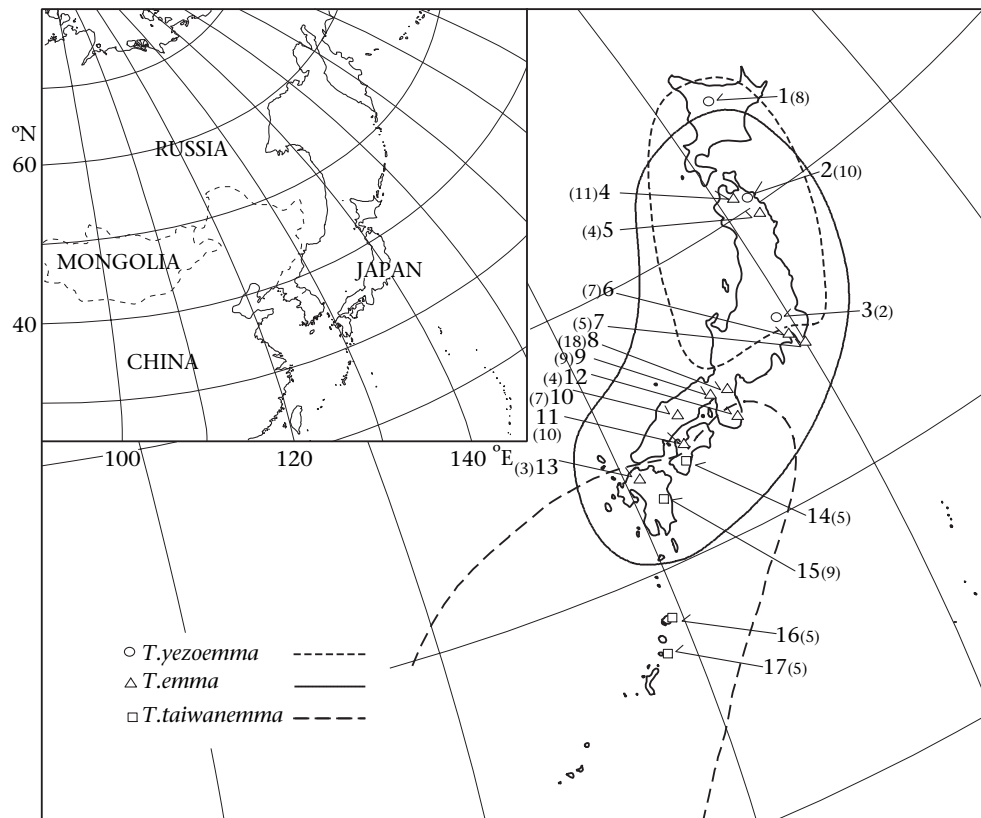 ºN
60
40
RUSSIA
MONGOLIA
JAPAN
CHINA
100
120
140 ºE
1(8)
2(10)
(11)4
(4)5
(7)6
3(2)
(5)7
(18)8
(9)9
(4)12
(7)10
11
(10)
(3)13
14(5)
15(9)
16(5)
17(5)
T.yezoemma
T.emma
T.taiwanemma